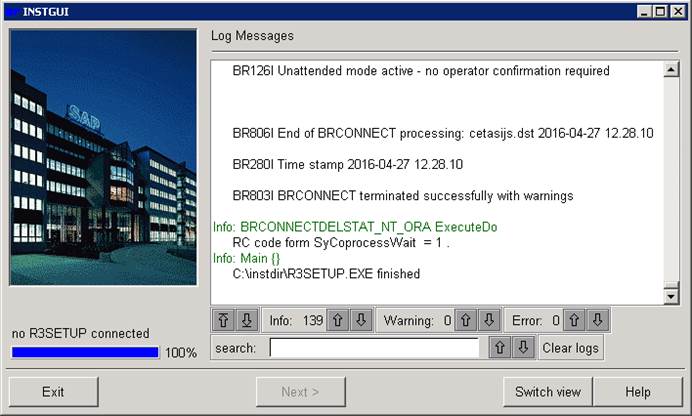 INSTGUI
SAP
Log Messages
BR126I Unattended mode active - no operator confirmation required
BR806I End of BRCONNECT processing: cetasijs.dst 2016-04-27 12.28.10
BR280I Time stamp 2016-04-27 12.28.10
BR803I BRCONNECT terminated successfully with warnings
Info: BRCONNECTDELSTAT_NT_ORA ExecuteDo
RC code form SyCoprocessWait = 1 .
Info: Main {}
C:\instdir\R3SETUP.EXE finished
no R3SETUP connected
100%
Info: 139 Warning: 0 Error: 0
search: Clear logs
Exit Next > Switch view Help